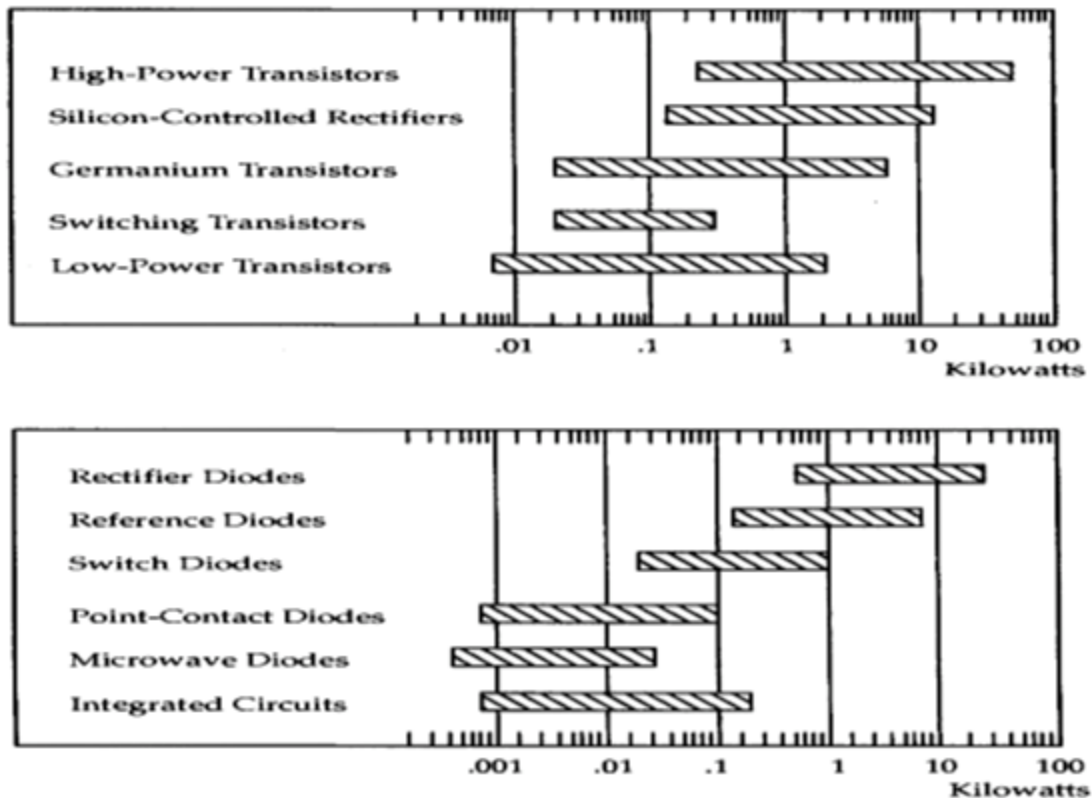 High-Power Transistors
Silicon-Controlled Rectifiers
Germanium Transistors
Switching Transistors
Low-Power Transistors
.01 .1 1 10 100
Kilowatts
Rectifier Diodes
Reference Diodes
Switch Diodes
Point-Contact Diodes
Microwave Diodes
Integrated Circuits
.001 .01 .1 1 10 100
Kilowatts